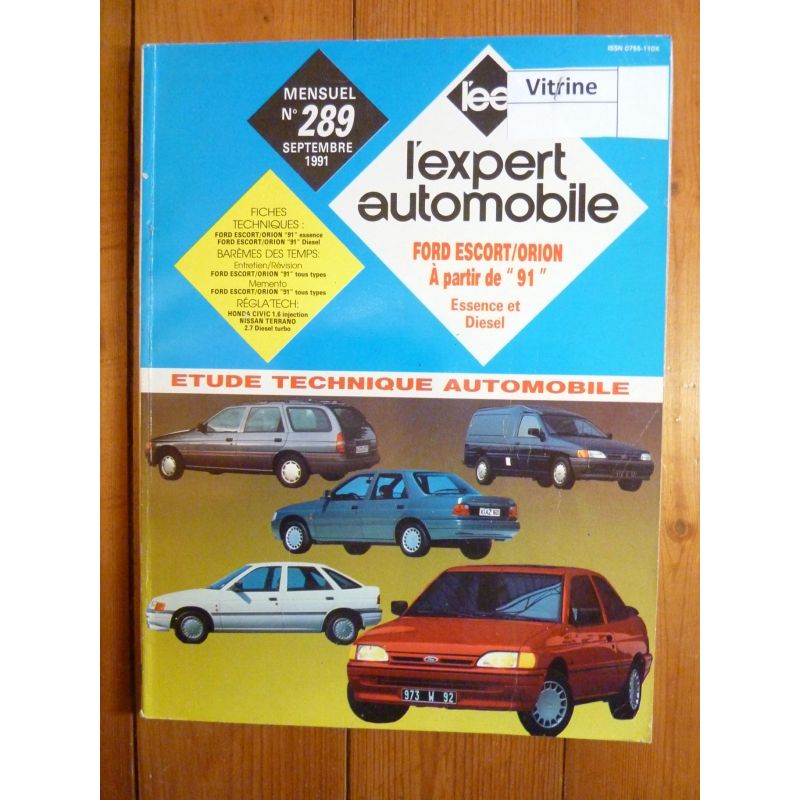 ISSN 0755-110X
MENSUEL
N° 289
SEPTEMBRE
1991
Vitrine
l'expert
automobile
FORD ESCORT/ORION
À partir de " 91 "
Essence et
Diesel
FICHES
TECHNIQUES :
FORD ESCORT/ORION "91" essence
FORD ESCORT/ORION "91" Diesel
BARÈMES DES TEMPS:
Entretien/Révision
FORD ESCORT/ORION "91" tous types
Memento
FORD ESCORT/ORION "91" tous types
RÉGLA'TECH:
HONDA CIVIC 1.6 injection
NISSAN TERRANO
2.7 Diesel turbo
ETUDE TECHNIQUE AUTOMOBILE
973 W 92